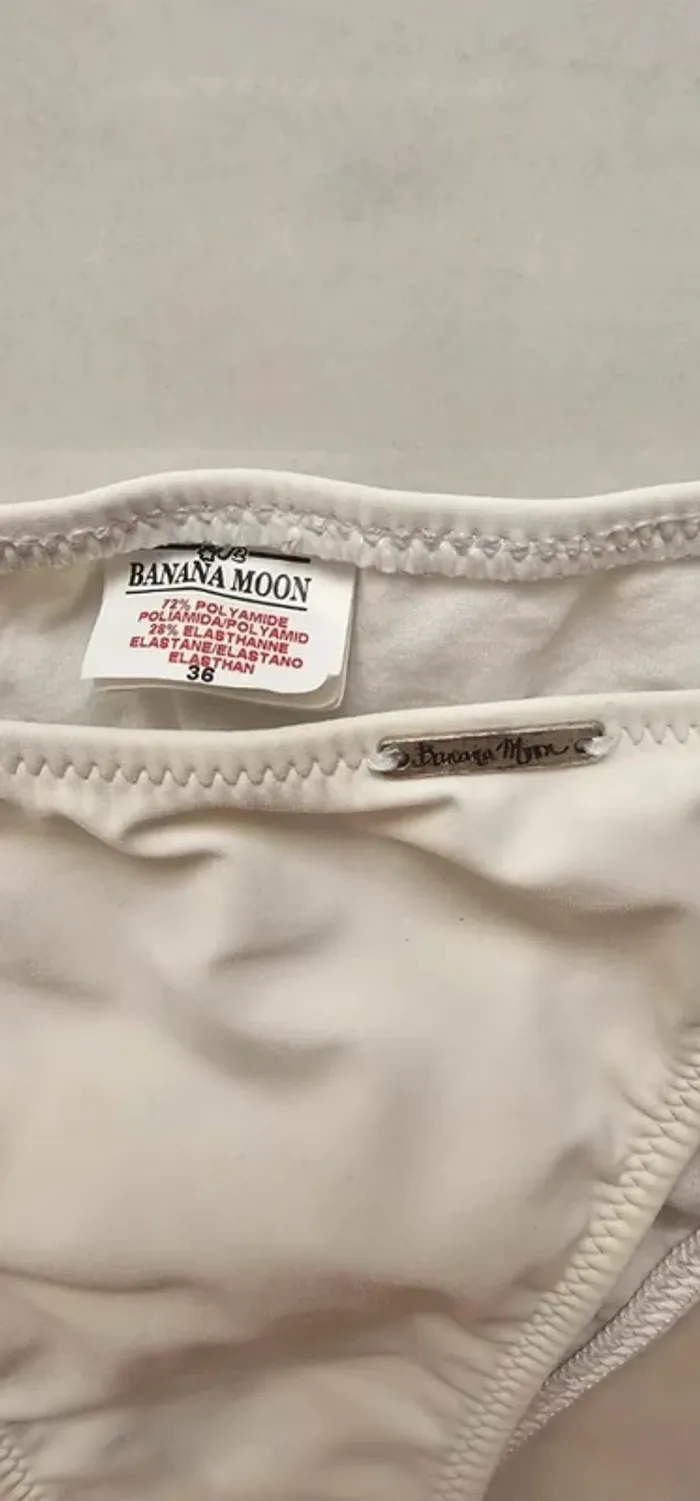 BANANA MOON
72% POLYAMIDE
POLIAMIDA/POLYAMID
28% ELASTHANNE
ELASTANE/ELASTANO
ELASTHAN
36
Banana Moon